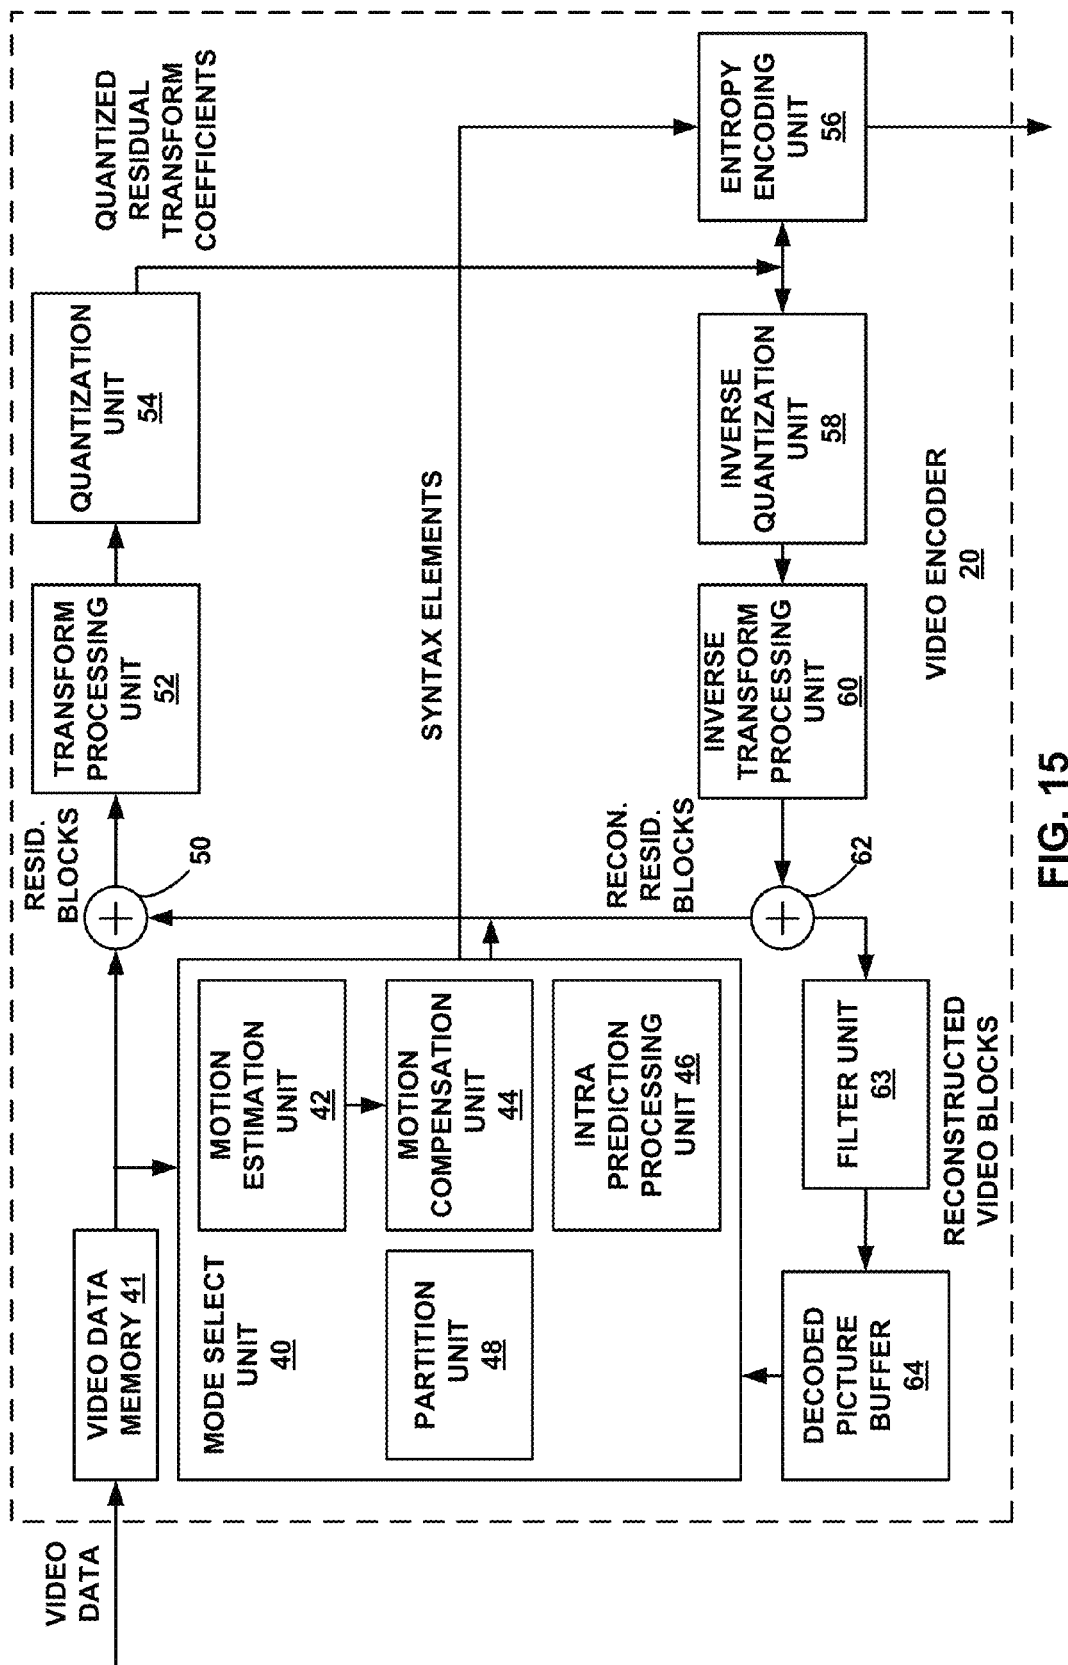 VIDEO
DATA
VIDEO DATA
MEMORY 41
MODE SELECT
UNIT
40
PARTITION
UNIT
48
MOTION
ESTIMATION
UNIT
42
MOTION
COMPENSATION
UNIT
44
INTRA
PREDICTION
PROCESSING
UNIT 46
RESID.
BLOCKS
50
TRANSFORM
PROCESSING
UNIT
52
QUANTIZATION
UNIT
54
QUANTIZED
RESIDUAL
TRANSFORM
COEFFICIENTS
SYNTAX ELEMENTS
ENTROPY
ENCODING
UNIT
56
INVERSE
QUANTIZATION
UNIT
58
INVERSE
TRANSFORM
PROCESSING
UNIT
60
RECON.
RESID.
BLOCKS
62
FILTER UNIT
63
RECONSTRUCTED
VIDEO BLOCKS
DECODED
PICTURE
BUFFER
64
VIDEO ENCODER
20
FIG. 15